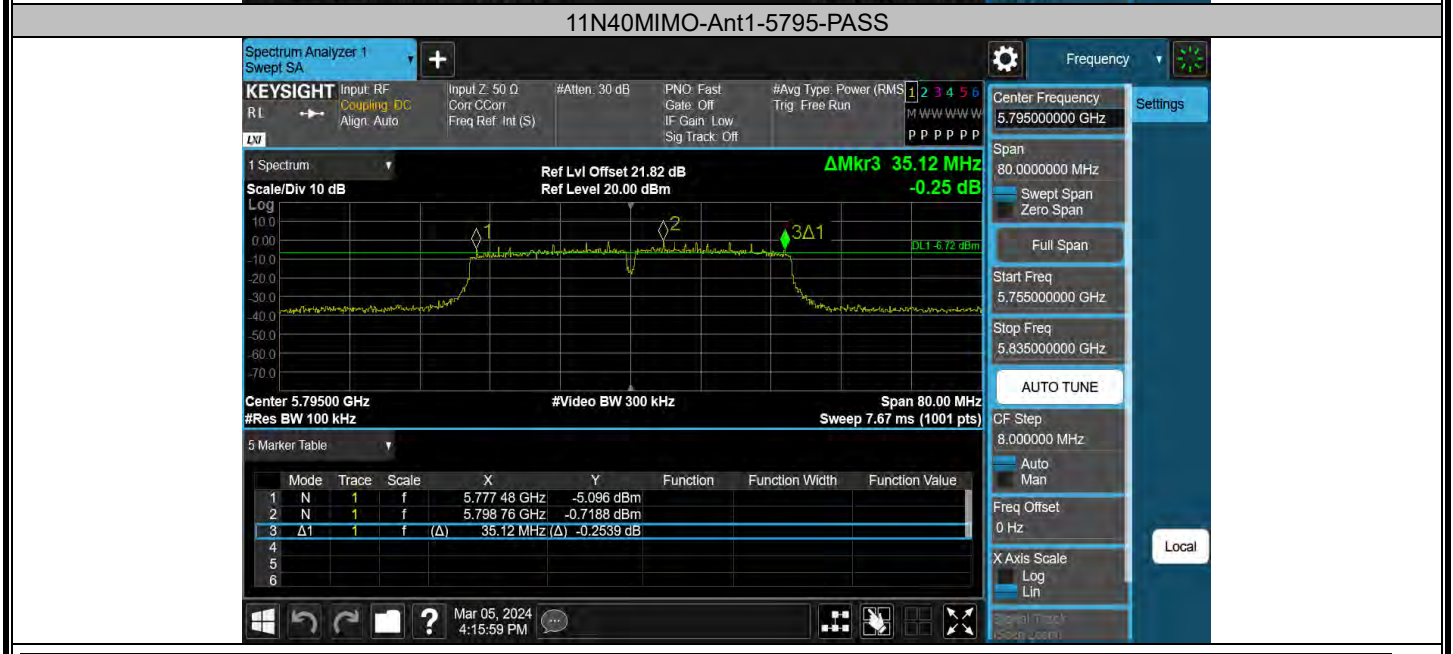 11N40MIMO-Ant1-5795-PASS
Spectrum Analyzer 1
Swept SA
+
Frequency
KEYSIGHT Input: RF Input Z: 50 Ω #Atten: 30 dB PNO: Fast #Avg Type: Power (RMS 1 2 3 4 5 6
RL Coupling: DC Corr CCorr Gate: Off Trig: Free Run M W W W W W
Align: Auto Freq Ref: Int (S) IF Gain: Low
Sig Track: Off P P P P P P
LXI
Center Frequency
5.795000000 GHz
Settings
1 Spectrum
Ref Lvl Offset 21.82 dB ΔMkr3 35.12 MHz
Scale/Div 10 dB Ref Level 20.00 dBm -0.25 dB
Log
10.0
0.00
-10.0
-20.0
-30.0
-40.0
-50.0
-60.0
-70.0
1
2
3Δ1
DL1 -6.72 dBm
Center 5.79500 GHz #Video BW 300 kHz Span 80.00 MHz
#Res BW 100 kHz Sweep 7.67 ms (1001 pts)
Span
80.0000000 MHz
Swept Span
Zero Span
Full Span
Start Freq
5.755000000 GHz
Stop Freq
5.835000000 GHz
AUTO TUNE
CF Step
8.000000 MHz
Auto
Man
Freq Offset
0 Hz
X Axis Scale
Log
Lin
Signal Track
(Span Zoom)
Local
5 Marker Table
Mode Trace Scale X Y Function Function Width Function Value
1 N 1 f 5.777 48 GHz -5.096 dBm
2 N 1 f 5.798 76 GHz -0.7188 dBm
3 Δ1 1 f (Δ) 35.12 MHz (Δ) -0.2539 dB
4
5
6
? Mar 05, 2024
4:15:59 PM